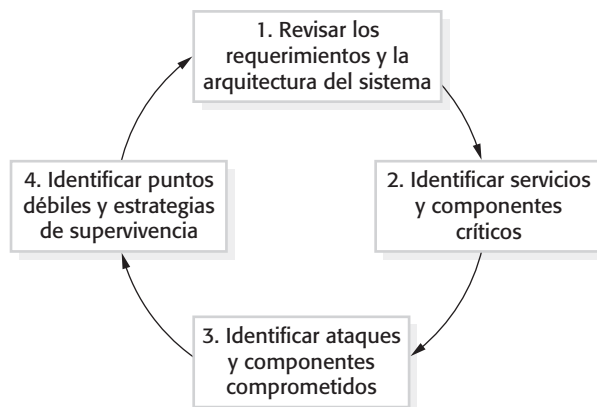 1. Revisar los
requerimientos y la
arquitectura del sistema
2. Identificar servicios
y componentes
críticos
3. Identificar ataques
y componentes
comprometidos
4. Identificar puntos
débiles y estrategias
de supervivencia